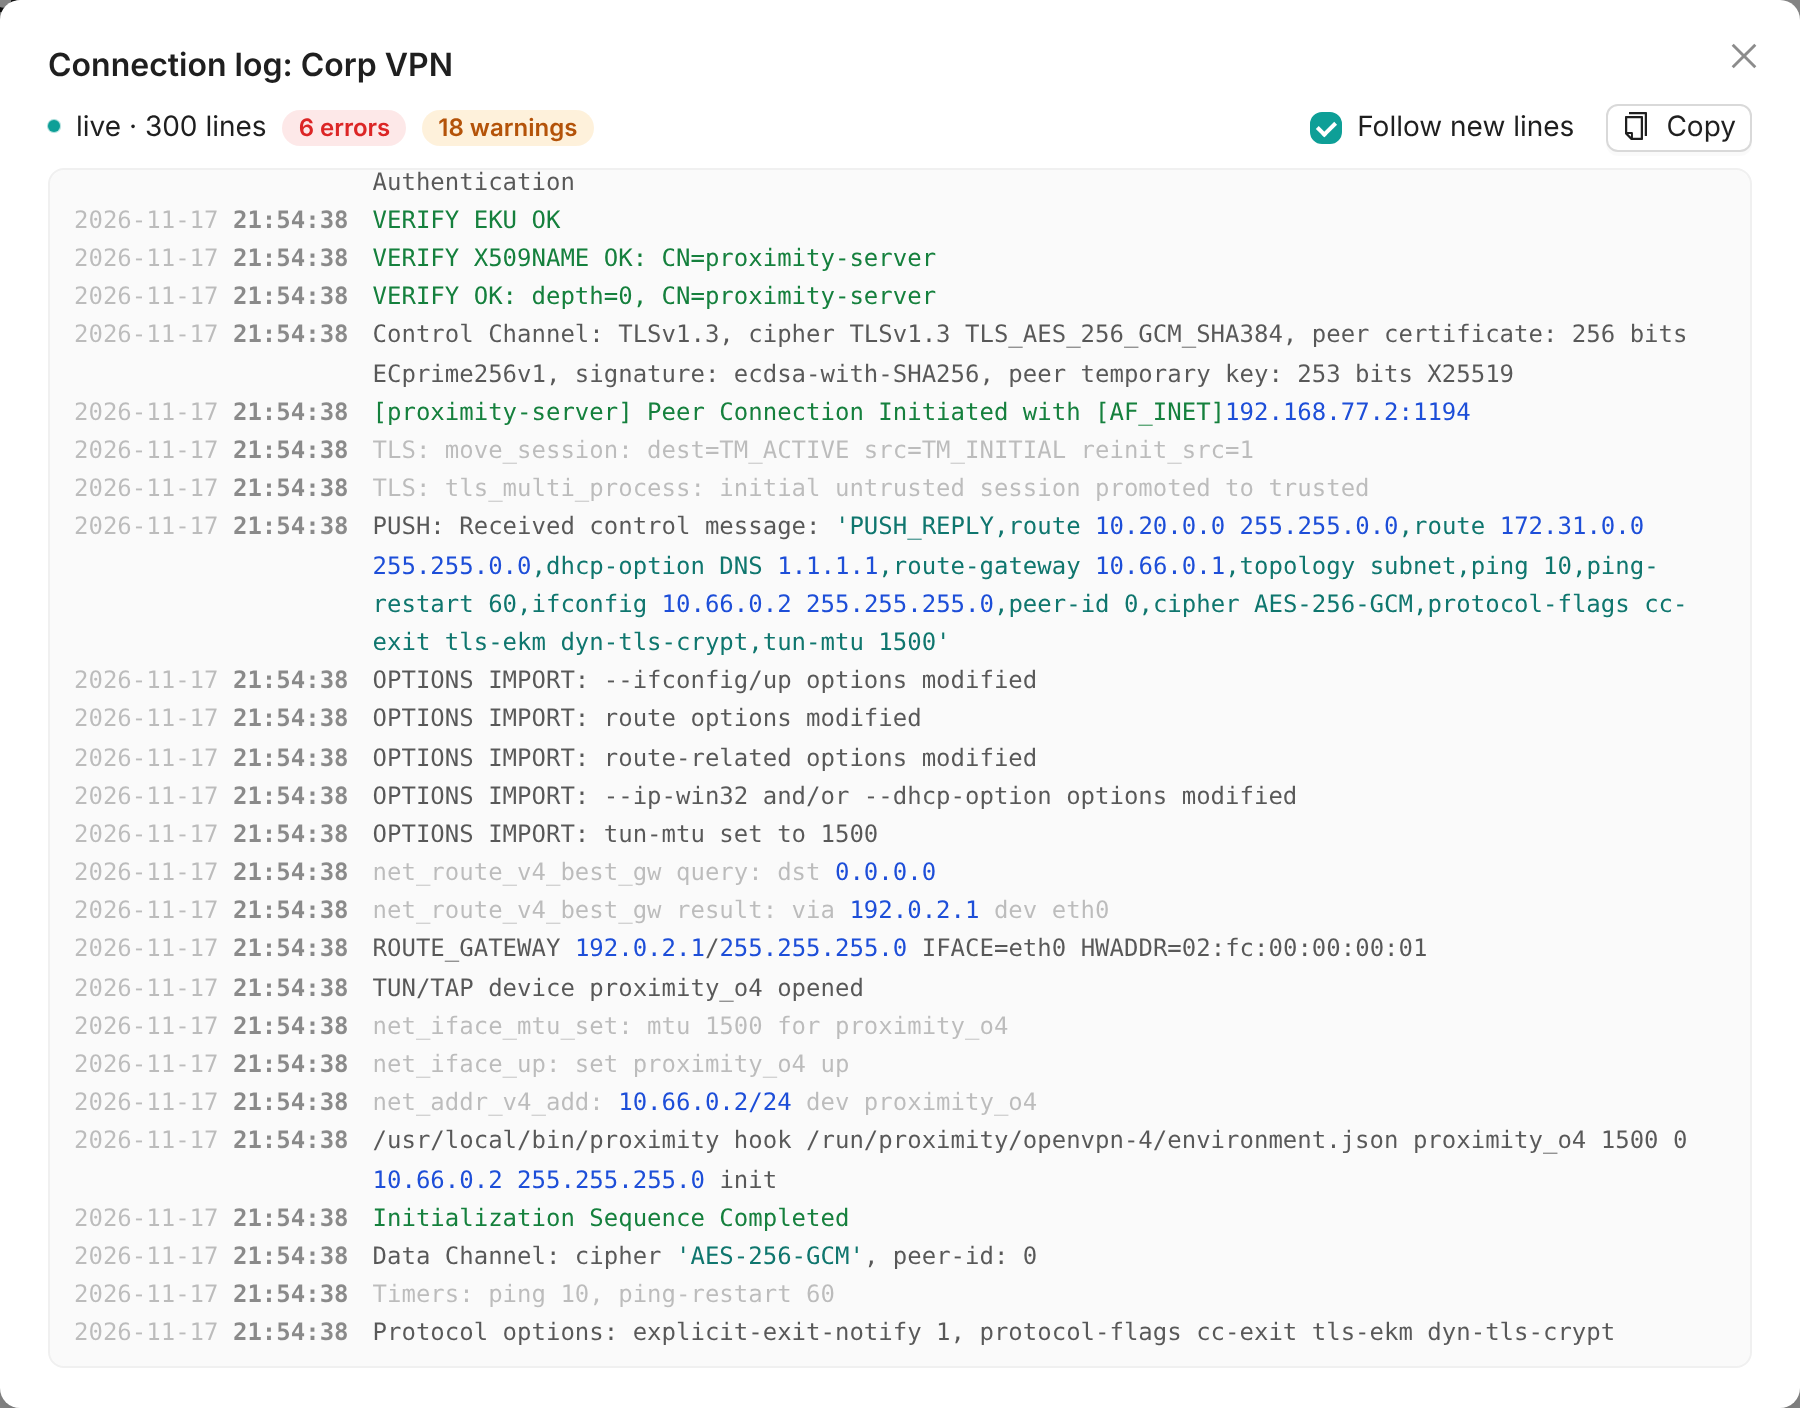 Connection log: Corp VPN
live · 300 lines 6 errors 18 warnings Follow new lines Copy
Authentication
2026-11-17 21:54:38 VERIFY EKU OK
2026-11-17 21:54:38 VERIFY X509NAME OK: CN=proximity-server
2026-11-17 21:54:38 VERIFY OK: depth=0, CN=proximity-server
2026-11-17 21:54:38 Control Channel: TLSv1.3, cipher TLSv1.3 TLS_AES_256_GCM_SHA384, peer certificate: 256 bits
ECprime256v1, signature: ecdsa-with-SHA256, peer temporary key: 253 bits X25519
2026-11-17 21:54:38 [proximity-server] Peer Connection Initiated with [AF_INET]192.168.77.2:1194
2026-11-17 21:54:38 TLS: move_session: dest=TM_ACTIVE src=TM_INITIAL reinit_src=1
2026-11-17 21:54:38 TLS: tls_multi_process: initial untrusted session promoted to trusted
2026-11-17 21:54:38 PUSH: Received control message: 'PUSH_REPLY,route 10.20.0.0 255.255.0.0,route 172.31.0.0
255.255.0.0,dhcp-option DNS 1.1.1.1,route-gateway 10.66.0.1,topology subnet,ping 10,ping-
restart 60,ifconfig 10.66.0.2 255.255.255.0,peer-id 0,cipher AES-256-GCM,protocol-flags cc-
exit tls-ekm dyn-tls-crypt,tun-mtu 1500'
2026-11-17 21:54:38 OPTIONS IMPORT: --ifconfig/up options modified
2026-11-17 21:54:38 OPTIONS IMPORT: route options modified
2026-11-17 21:54:38 OPTIONS IMPORT: route-related options modified
2026-11-17 21:54:38 OPTIONS IMPORT: --ip-win32 and/or --dhcp-option options modified
2026-11-17 21:54:38 OPTIONS IMPORT: tun-mtu set to 1500
2026-11-17 21:54:38 net_route_v4_best_gw query: dst 0.0.0.0
2026-11-17 21:54:38 net_route_v4_best_gw result: via 192.0.2.1 dev eth0
2026-11-17 21:54:38 ROUTE_GATEWAY 192.0.2.1/255.255.255.0 IFACE=eth0 HWADDR=02:fc:00:00:00:01
2026-11-17 21:54:38 TUN/TAP device proximity_o4 opened
2026-11-17 21:54:38 net_iface_mtu_set: mtu 1500 for proximity_o4
2026-11-17 21:54:38 net_iface_up: set proximity_o4 up
2026-11-17 21:54:38 net_addr_v4_add: 10.66.0.2/24 dev proximity_o4
2026-11-17 21:54:38 /usr/local/bin/proximity hook /run/proximity/openvpn-4/environment.json proximity_o4 1500 0
10.66.0.2 255.255.255.0 init
2026-11-17 21:54:38 Initialization Sequence Completed
2026-11-17 21:54:38 Data Channel: cipher 'AES-256-GCM', peer-id: 0
2026-11-17 21:54:38 Timers: ping 10, ping-restart 60
2026-11-17 21:54:38 Protocol options: explicit-exit-notify 1, protocol-flags cc-exit tls-ekm dyn-tls-crypt